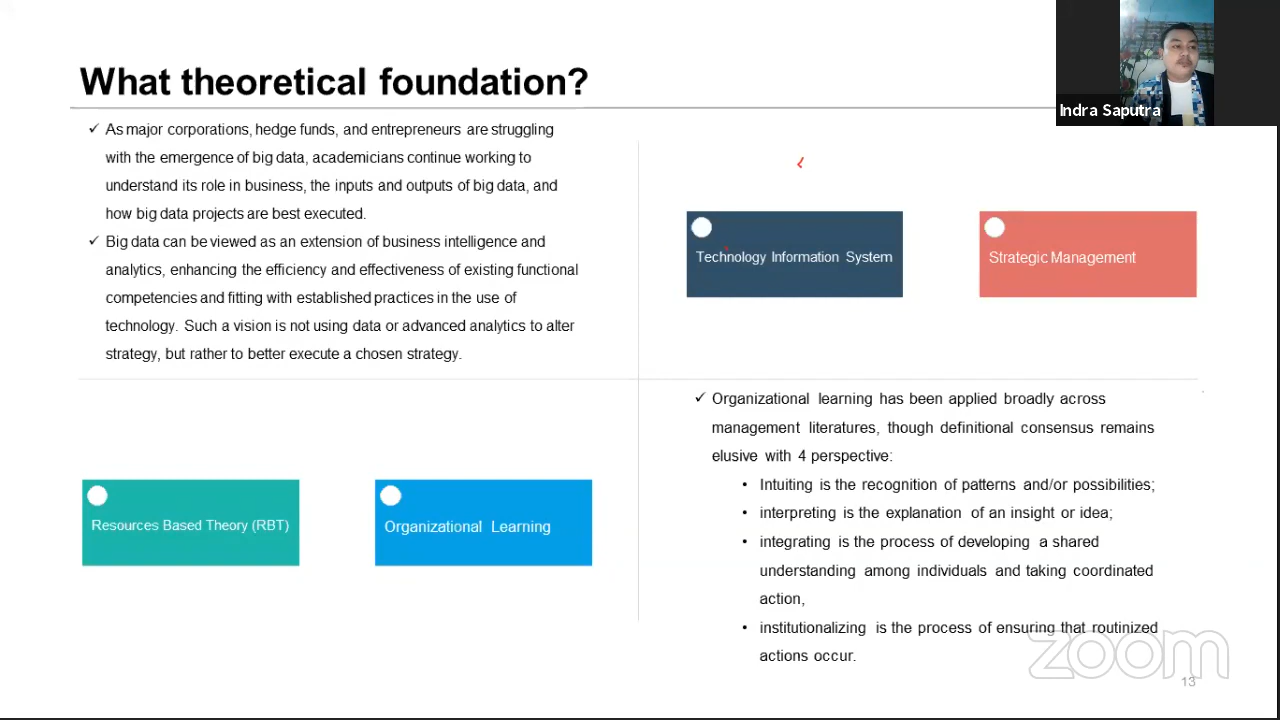 What theoretical foundation?
Indra Saputra
✓ As major corporations, hedge funds, and entrepreneurs are struggling
with the emergence of big data, academicians continue working to
understand its role in business, the inputs and outputs of big data, and
how big data projects are best executed.
✓ Big data can be viewed as an extension of business intelligence and
analytics, enhancing the efficiency and effectiveness of existing functional
competencies and fitting with established practices in the use of
technology. Such a vision is not using data or advanced analytics to alter
strategy, but rather to better execute a chosen strategy.
Technology Information System
Strategic Management
Resources Based Theory (RBT)
Organizational Learning
✓ Organizational learning has been applied broadly across
management literatures, though definitional consensus remains
elusive with 4 perspective:
• Intuiting is the recognition of patterns and/or possibilities;
• interpreting is the explanation of an insight or idea;
• integrating is the process of developing a shared
understanding among individuals and taking coordinated
action,
• institutionalizing is the process of ensuring that routinized
actions occur.
zoom
13